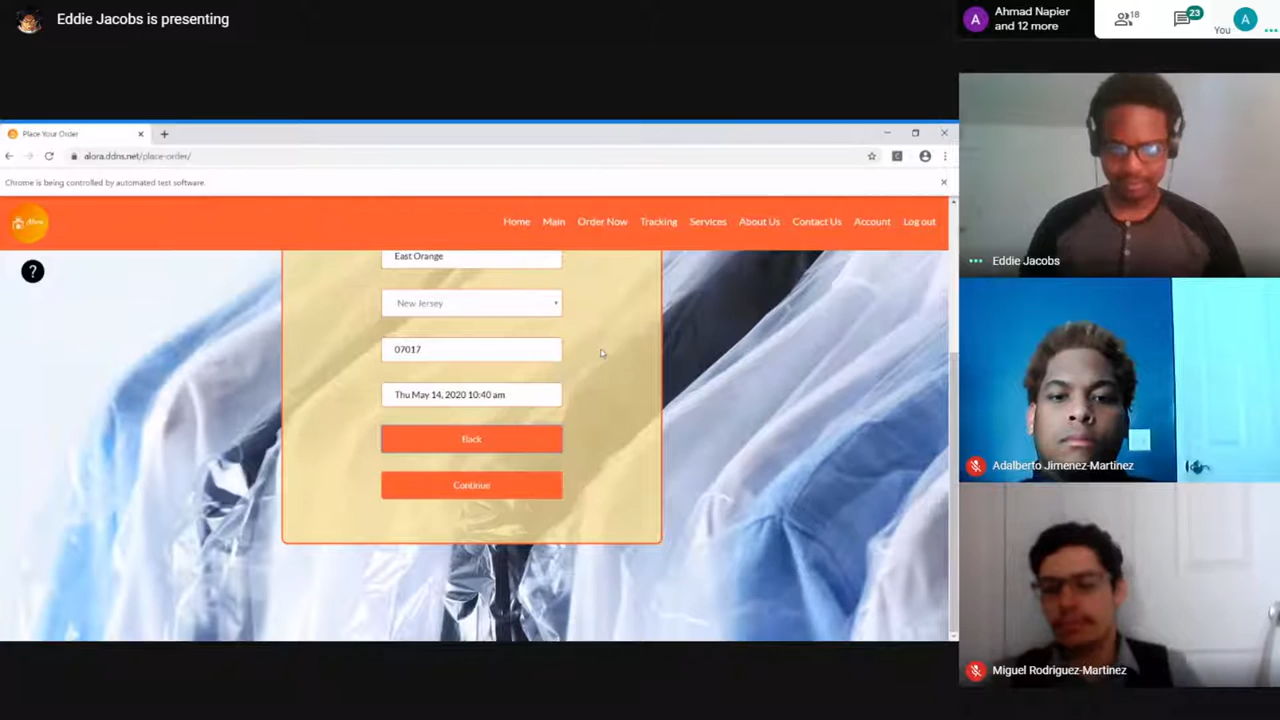 Eddie Jacobs is presenting
Ahmad Napier
and 12 more
A
18
23
You
A
Place Your Order
alora.ddns.net/place-order/
Chrome is being controlled by automated test software.
Alora
Home
Main
Order Now
Tracking
Services
About Us
Contact Us
Account
Log out
?
East Orange
New Jersey
07017
Thu May 14, 2020 10:40 am
Back
Continue
Eddie Jacobs
Adalberto Jimenez-Martinez
Miguel Rodriguez-Martinez